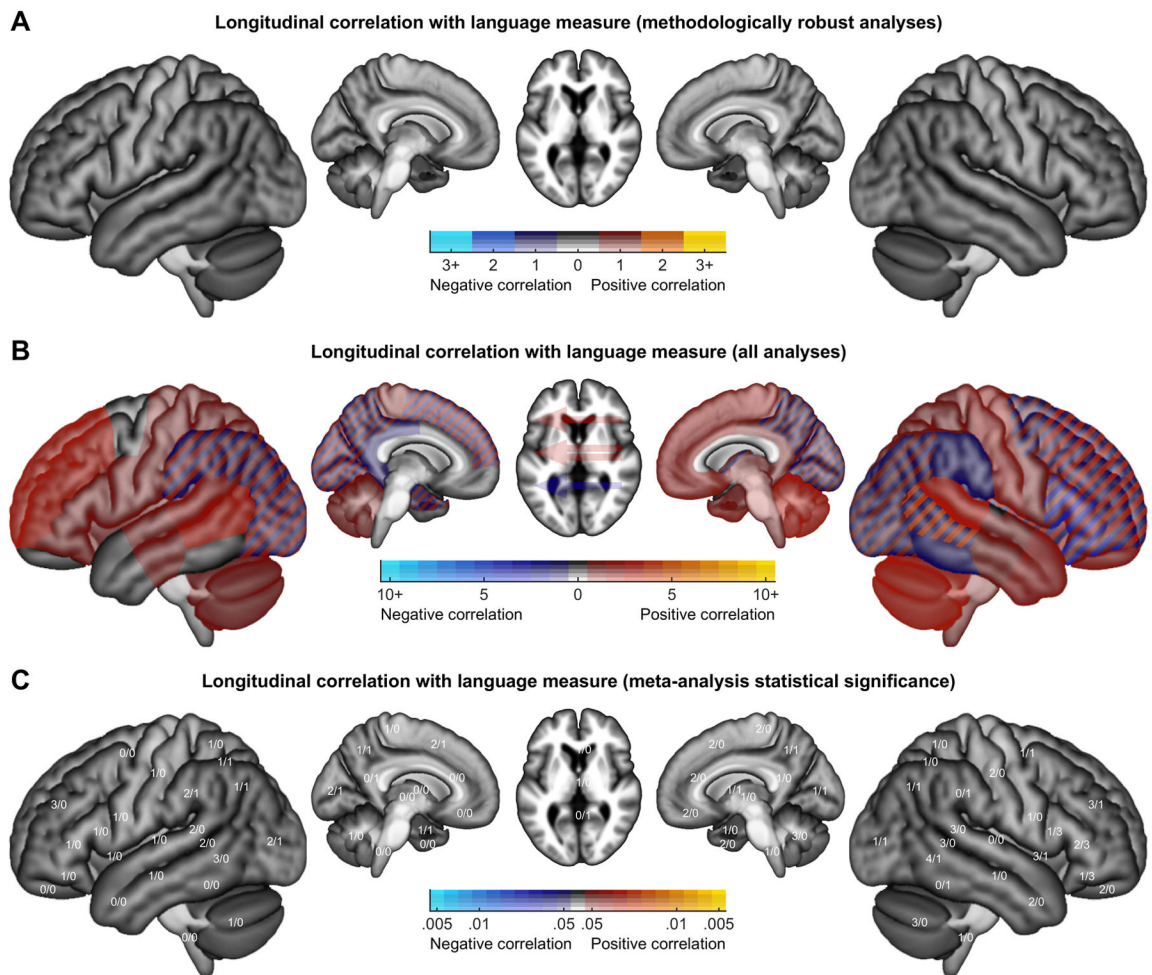 A
Longitudinal correlation with language measure (methodologically robust analyses)
3+ 2 1 0 1 2 3+
Negative correlation Positive correlation
B
Longitudinal correlation with language measure (all analyses)
10+ 5 0 5 10+
Negative correlation Positive correlation
C
Longitudinal correlation with language measure (meta-analysis statistical significance)
0/0 1/0 1/0 1/1 2/1 3/0 1/0 1/0 1/0 2/0 1/0 2/0 2/1 1/0 3/0 1/0 1/0 0/0 0/0 0/0 1/0 0/0
1/0 1/1 2/1 0/1 0/0 0/0 0/0 2/1 0/0 1/0 1/1 0/0 0/0
1/0 0/1
2/0 2/0 1/1 2/0 1/0 1/1 1/0 1/1 2/0 1/0 3/0 2/0 1/0
1/0 1/1 1/0 2/0 0/1 3/1 1/0 3/0 1/3 1/1 0/0 2/3 4/1 3/0 3/1 0/1 1/0 1/3 2/0 2/0 3/0 1/0
.005 .01 .05 .05 .01 .005
Negative correlation Positive correlation